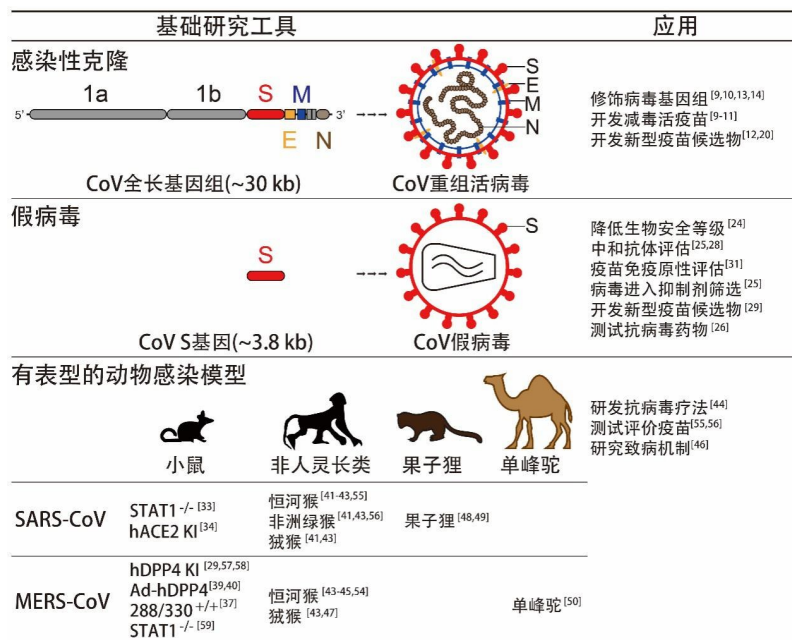 基础研究工具 应用
感染性克隆
1a 1b S M
5' 3'
E N
S
E
M
N
CoV全长基因组(~30 kb) CoV重组活病毒
修饰病毒基因组[9,10,13,14]
开发减毒活疫苗[9-11]
开发新型疫苗候选物[12,20]
假病毒
S
S
CoV S基因(~3.8 kb) CoV假病毒
降低生物安全等级[24]
中和抗体评估[25,28]
疫苗免疫原性评估[31]
病毒进入抑制剂筛选[25]
开发新型疫苗候选物[29]
测试抗病毒药物[26]
有表型的动物感染模型
小鼠 非人灵长类 果子狸 单峰驼
研发抗病毒疗法[44]
测试评价疫苗[55,56]
研究致病机制[46]
SARS-CoV
STAT1-/-[33]
hACE2 KI[34]
恒河猴[41-43,55]
非洲绿猴[41,43,56]
狨猴[41,43]
果子狸[48,49]
MERS-CoV
hDPP4 KI[29,57,58]
Ad-hDPP4[39,40]
288/330+/+[37]
STAT1-/-[59]
恒河猴[43-45,54]
狨猴[43,47]
单峰驼[50]